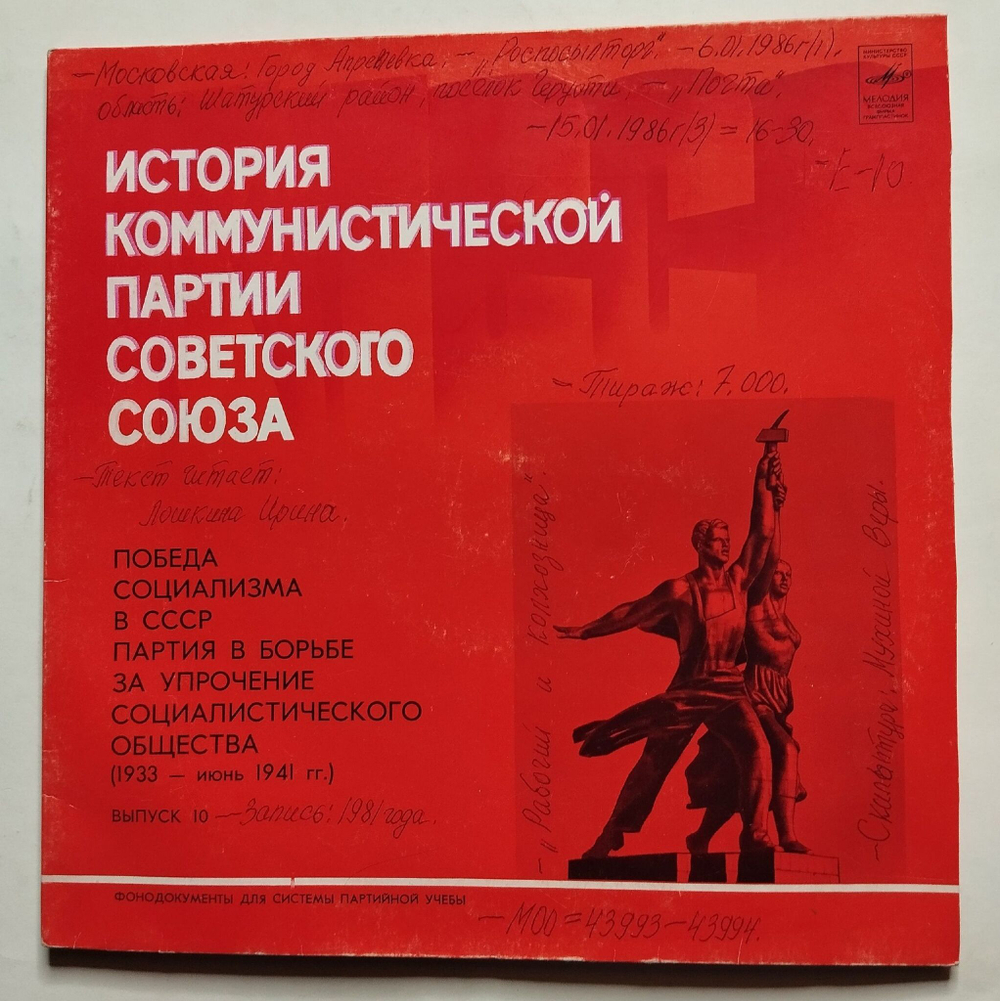 —Московская: Город Апрелевка. — „Роспосылторг“. — 6.01.1986г(1).
область; Шатурский район, посёлок Черусти. — „Почта“,
—15.01.1986г(3) = 16-30.
—К-10.
МИНИСТЕРСТВО
КУЛЬТУРЫ СССР
МЕЛОДИЯ
ВСЕСОЮЗНАЯ
ФИРМА
ГРАМПЛАСТИНОК
ИСТОРИЯ
КОММУНИСТИЧЕСКОЙ
ПАРТИИ
СОВЕТСКОГО
СОЮЗА
—Тираж: 7.000.
—Текст читает:
Лошкина Ирина.
ПОБЕДА
СОЦИАЛИЗМА
В СССР
ПАРТИЯ В БОРЬБЕ
ЗА УПРОЧЕНИЕ
СОЦИАЛИСТИЧЕСКОГО
ОБЩЕСТВА
(1933 — июнь 1941 гг.)
ВЫПУСК 10 —Запись: 1981 года.
—„Рабочий и колхозница“.
—Скульптура: Мухиной Веры.
ФОНОДОКУМЕНТЫ ДЛЯ СИСТЕМЫ ПАРТИЙНОЙ УЧЕБЫ
—М00=43993—43994.